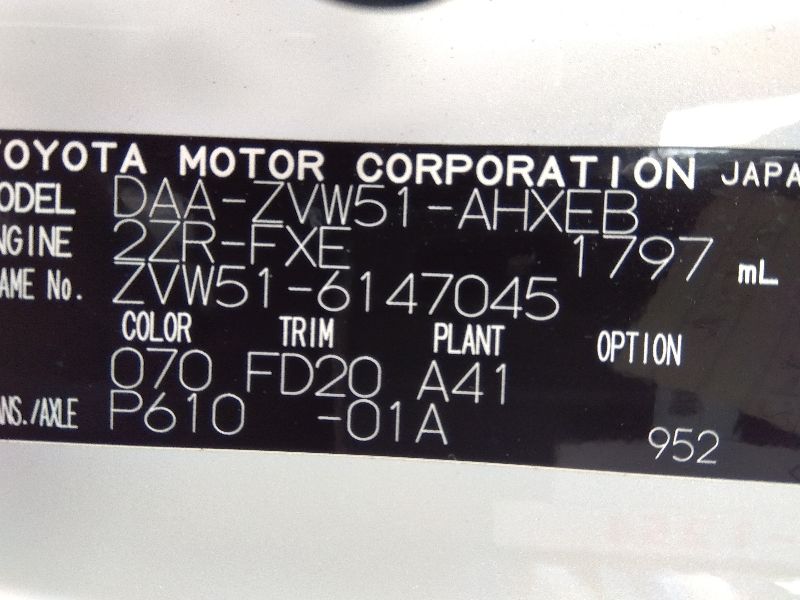 TOYOTA MOTOR CORPORATION JAPA
ODEL DAA-ZVW51-AHXEB
NGINE 2ZR-FXE 1797 mL
AME No. ZVW51-6147045
COLOR TRIM PLANT OPTION
070 FD20 A41
NS./AXLE P610 -01A 952